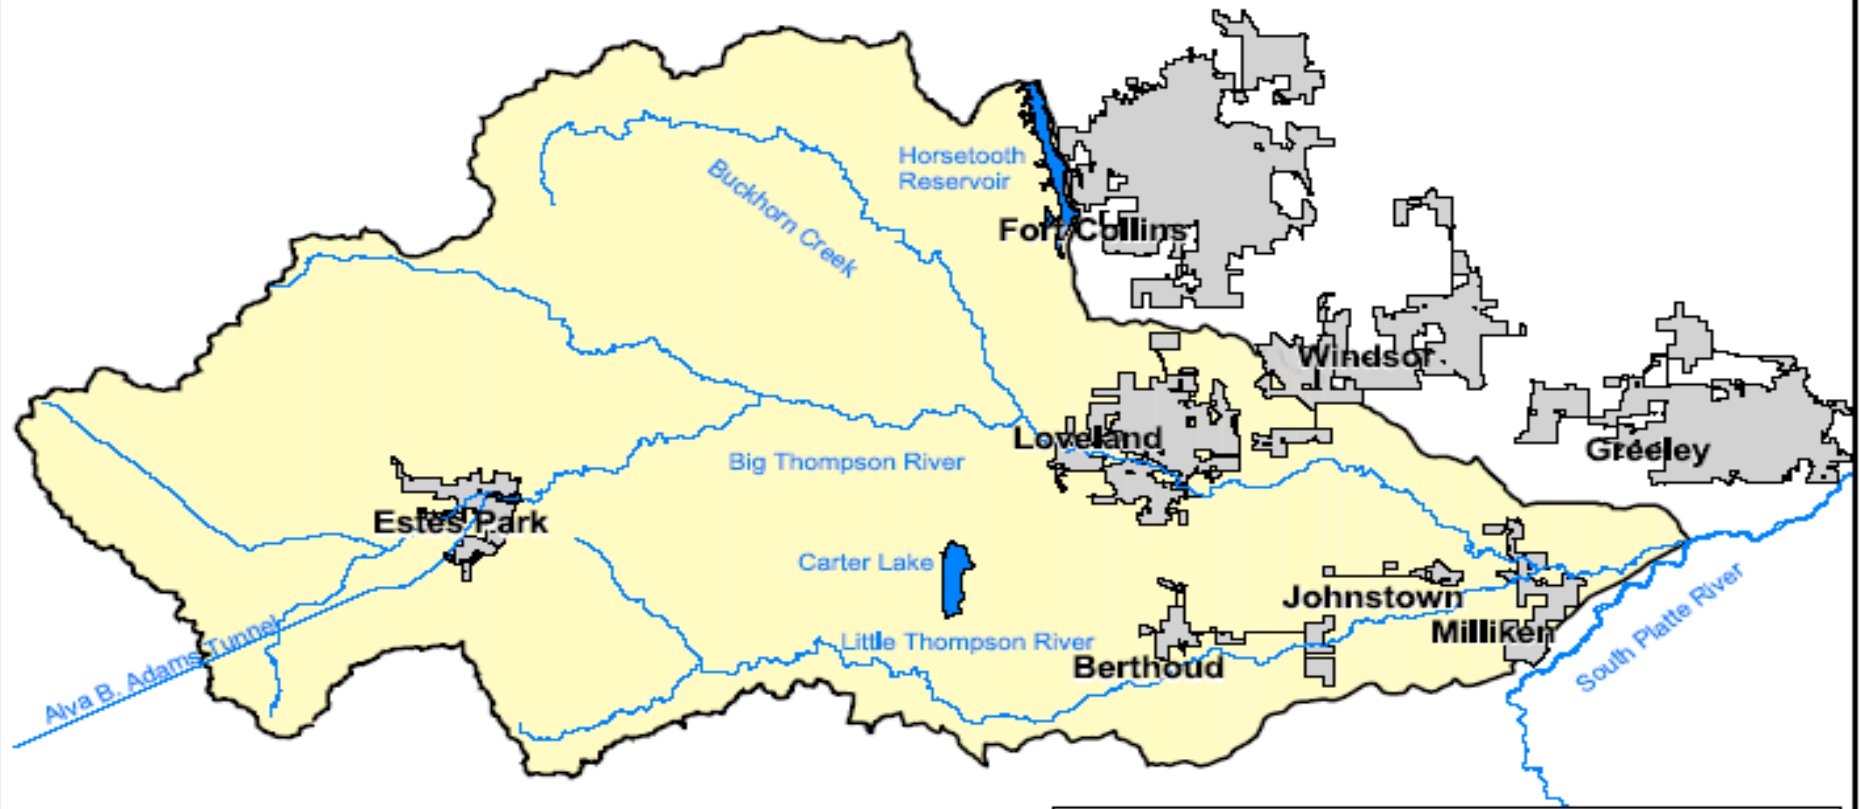 Horsetooth
Reservoir
Buckhorn Creek
Fort Collins
Windsor
Loveland
Greeley
Big Thompson River
Estes Park
Carter Lake
Johnstown
Little Thompson River
Milliken
South Platte River
Berthoud
Alva B. Adams Tunnel